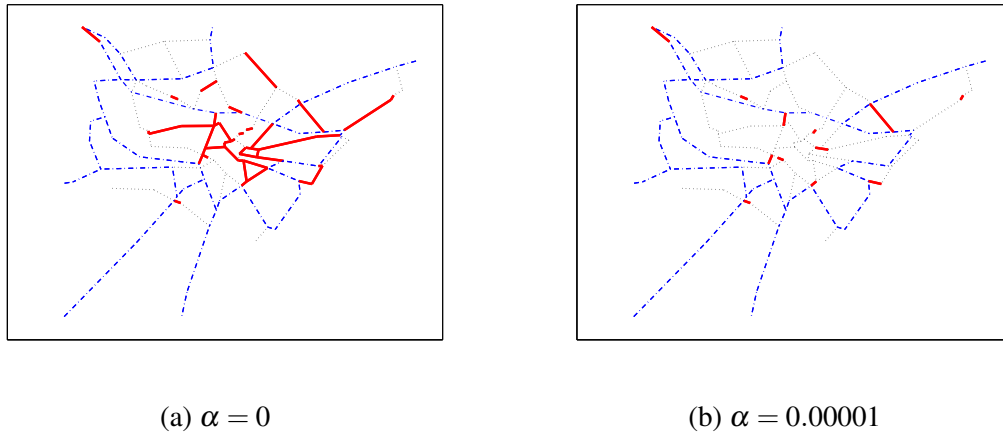 (a) α = 0
(b) α = 0.00001